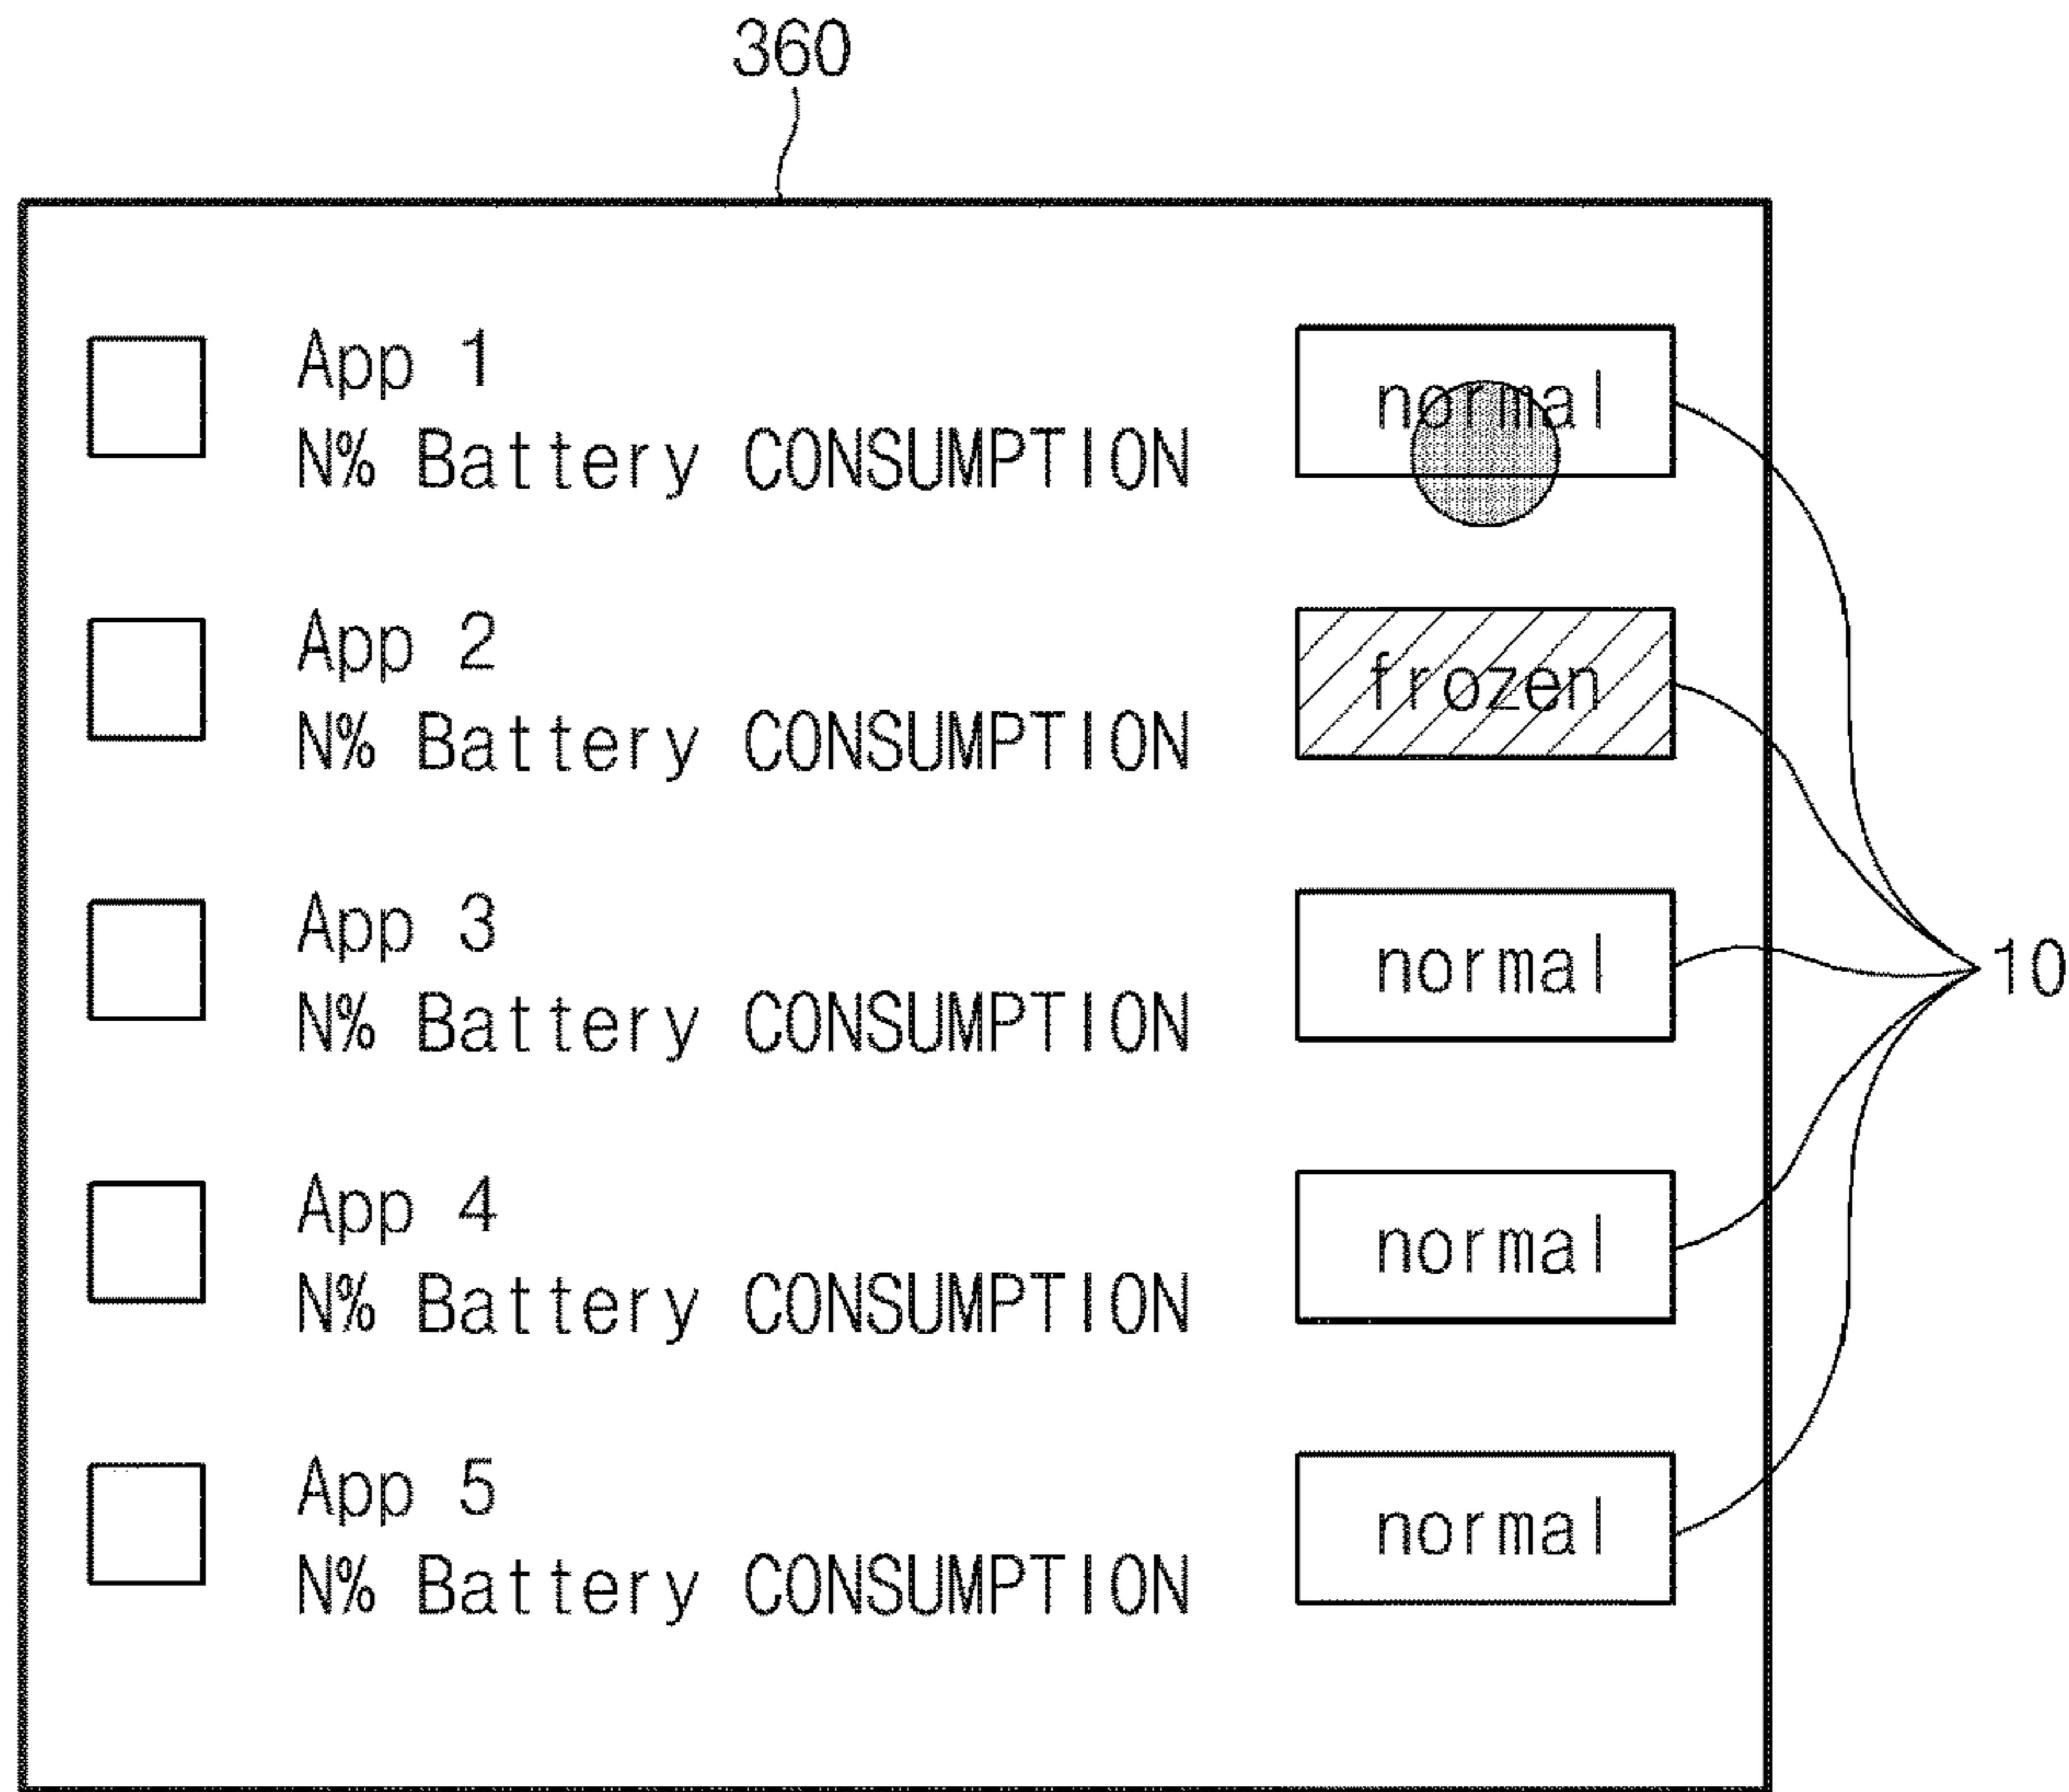 360
App 1
normal
N% Battery CONSUMPTION
App 2
frozen
N% Battery CONSUMPTION
App 3
normal
N% Battery CONSUMPTION
10
App 4
normal
N% Battery CONSUMPTION
App 5
normal
N% Battery CONSUMPTION